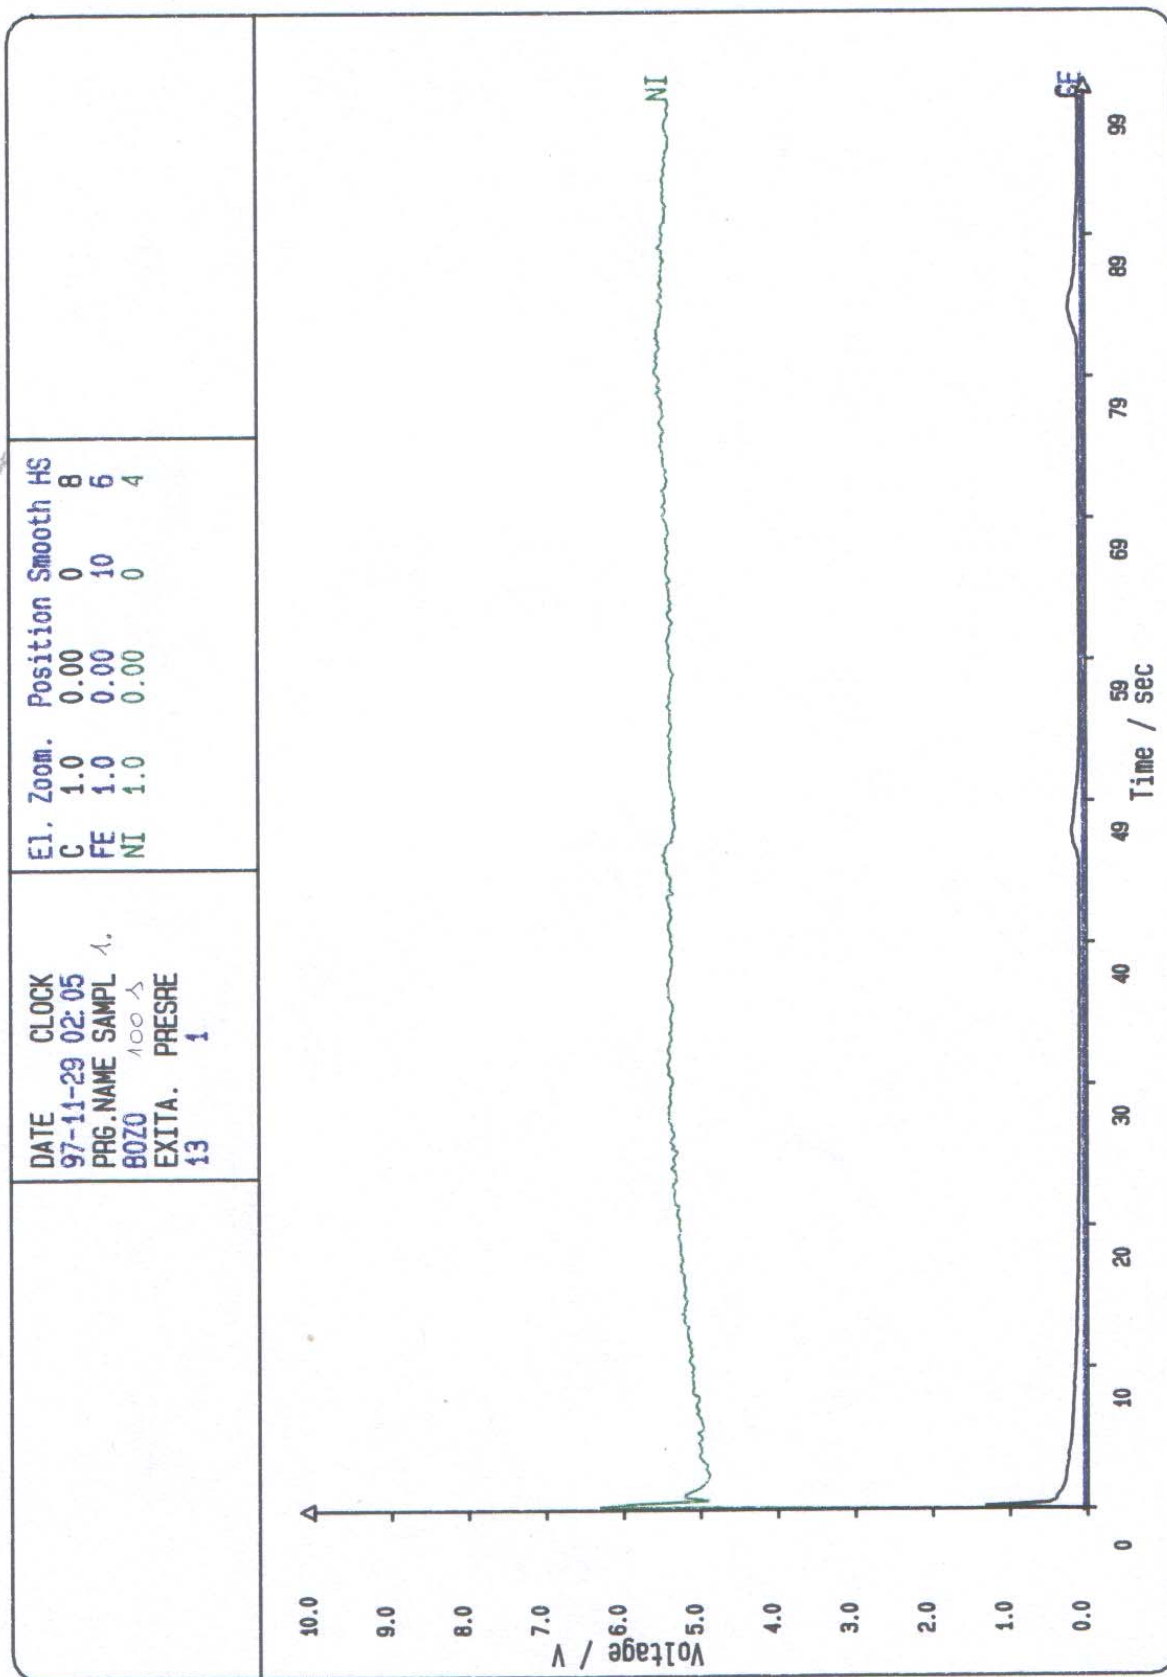 DATE CLOCK
97-11-29 02:05
PRG.NAME SAMPL 1.
BOZO 100 s
EXITA. PRESRE
13 1
El. Zoom. Position Smooth HS
C 1.0 0.00 0 8
FE 1.0 0.00 10 6
NI 1.0 0.00 0 4
10.0
9.0
8.0
7.0
6.0
5.0
4.0
3.0
2.0
1.0
0.0
Voltage / V
NI
0 10 20 30 40 49 59 69 79 89 99
Time / sec